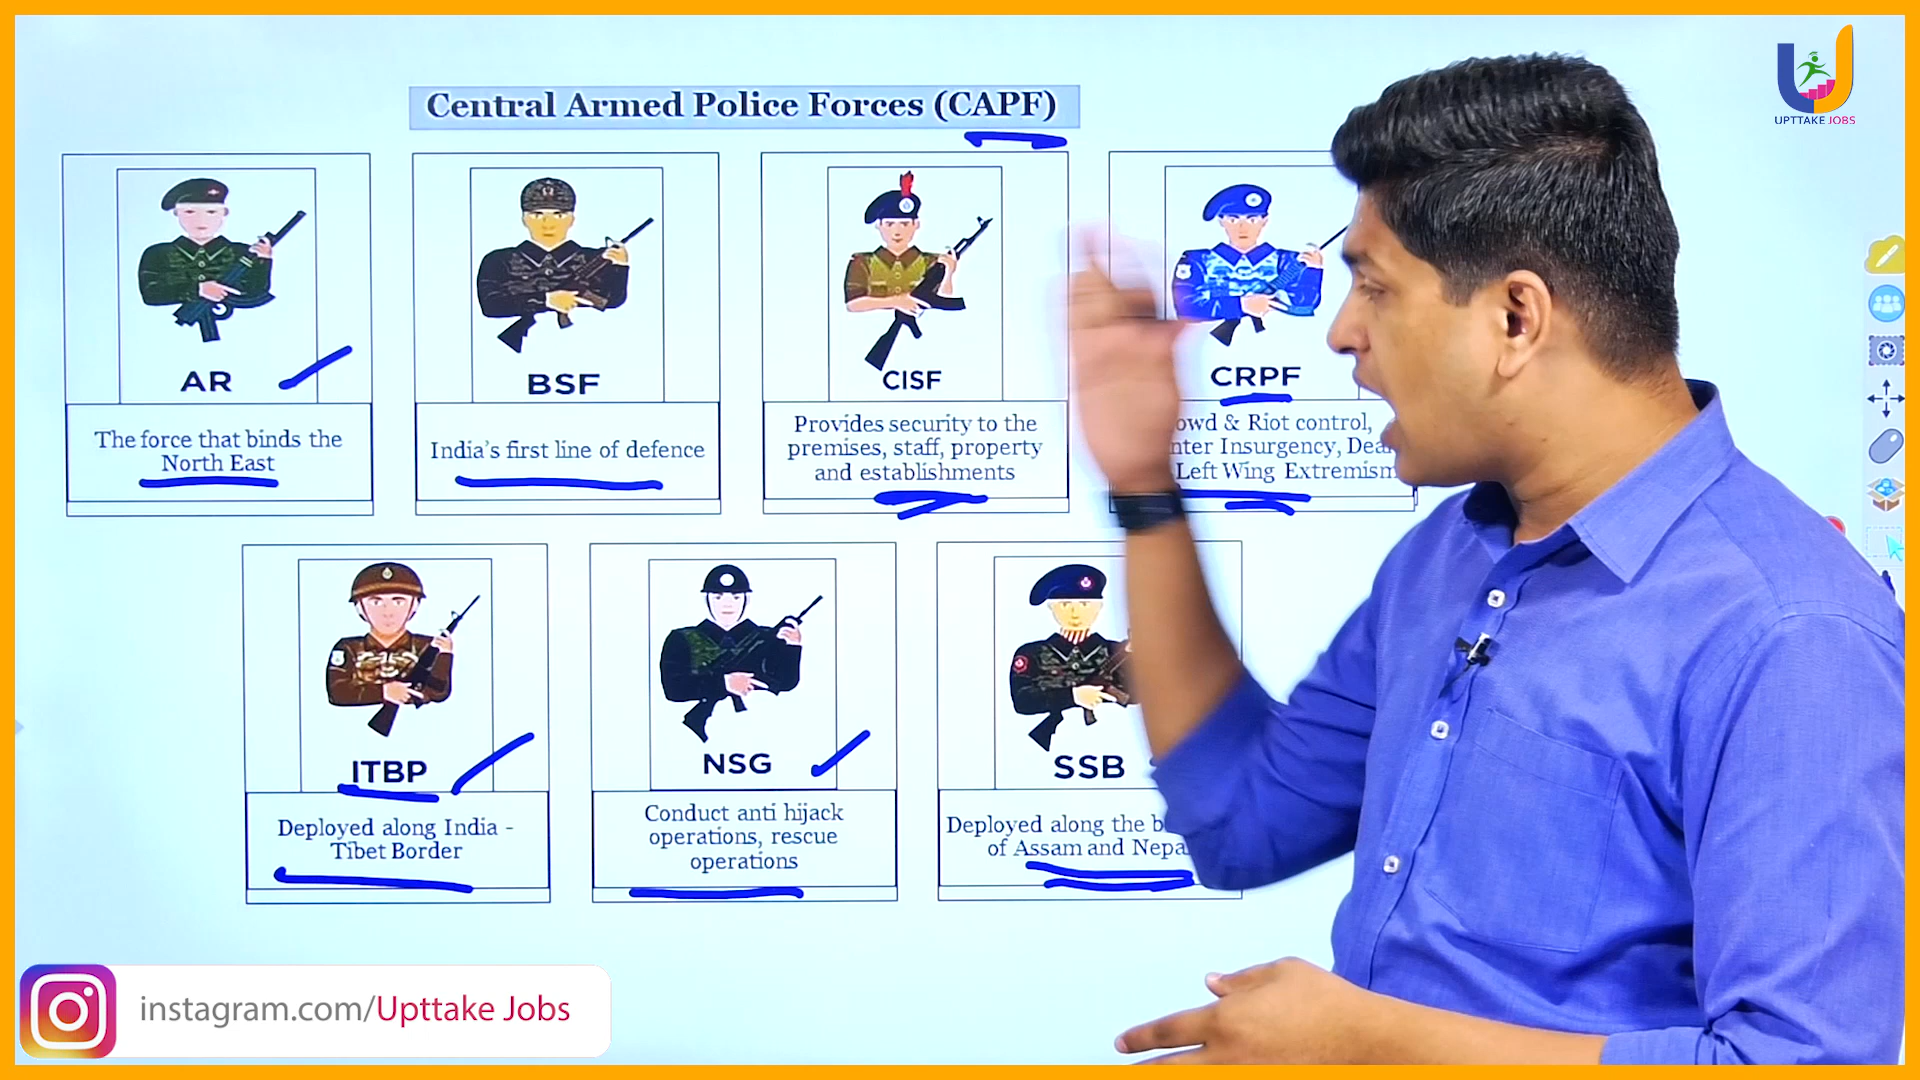 Central Armed Police Forces (CAPF)
UPTTAKE JOBS
AR
The force that binds the
North East
BSF
India's first line of defence
CISF
Provides security to the
premises, staff, property
and establishments
CRPF
& Riot control,
Insurgency,
Left Wing Extremism
ITBP
Deployed along India -
Tibet Border
NSG
Conduct anti hijack
operations, rescue
operations
SSB
Deployed along the
of Assam and
instagram.com/Upttake Jobs